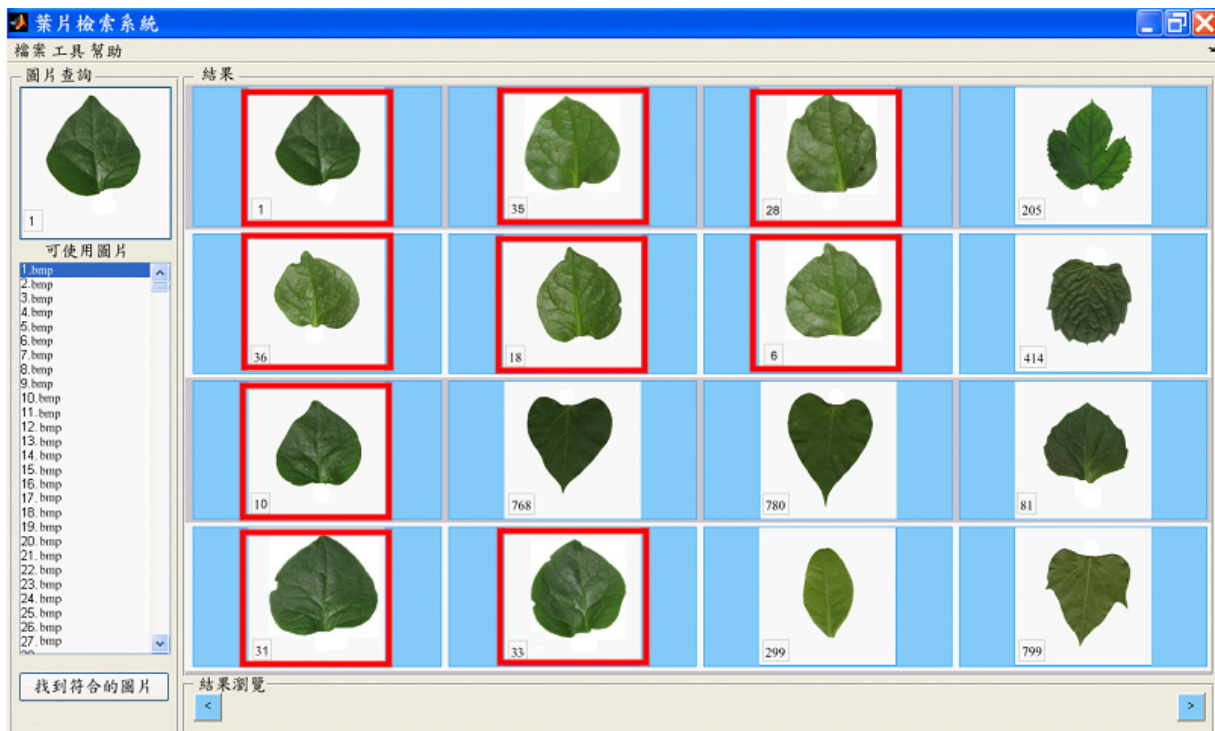 葉片檢索系統
檔案 工具 幫助
圖片查詢
1
可使用圖片
1.bmp
2.bmp
3.bmp
4.bmp
5.bmp
6.bmp
7.bmp
8.bmp
9.bmp
10.bmp
11.bmp
12.bmp
13.bmp
14.bmp
15.bmp
16.bmp
17.bmp
18.bmp
19.bmp
20.bmp
21.bmp
22.bmp
23.bmp
24.bmp
25.bmp
26.bmp
27.bmp
找到符合的圖片
結果
1 35 28 205
36 18 6 414
10 768 780 81
31 33 299 799
結果瀏覽
< >